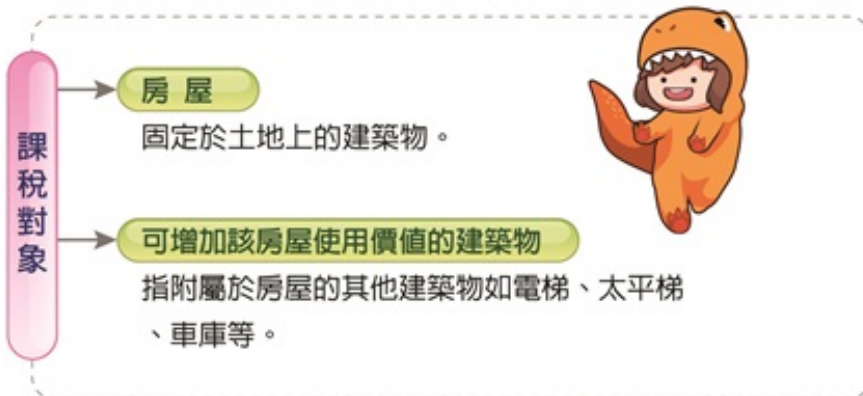 課稅對象
房屋
固定於土地上的建築物。
可增加該房屋使用價值的建築物
指附屬於房屋的其他建築物如電梯、太平梯
、車庫等。